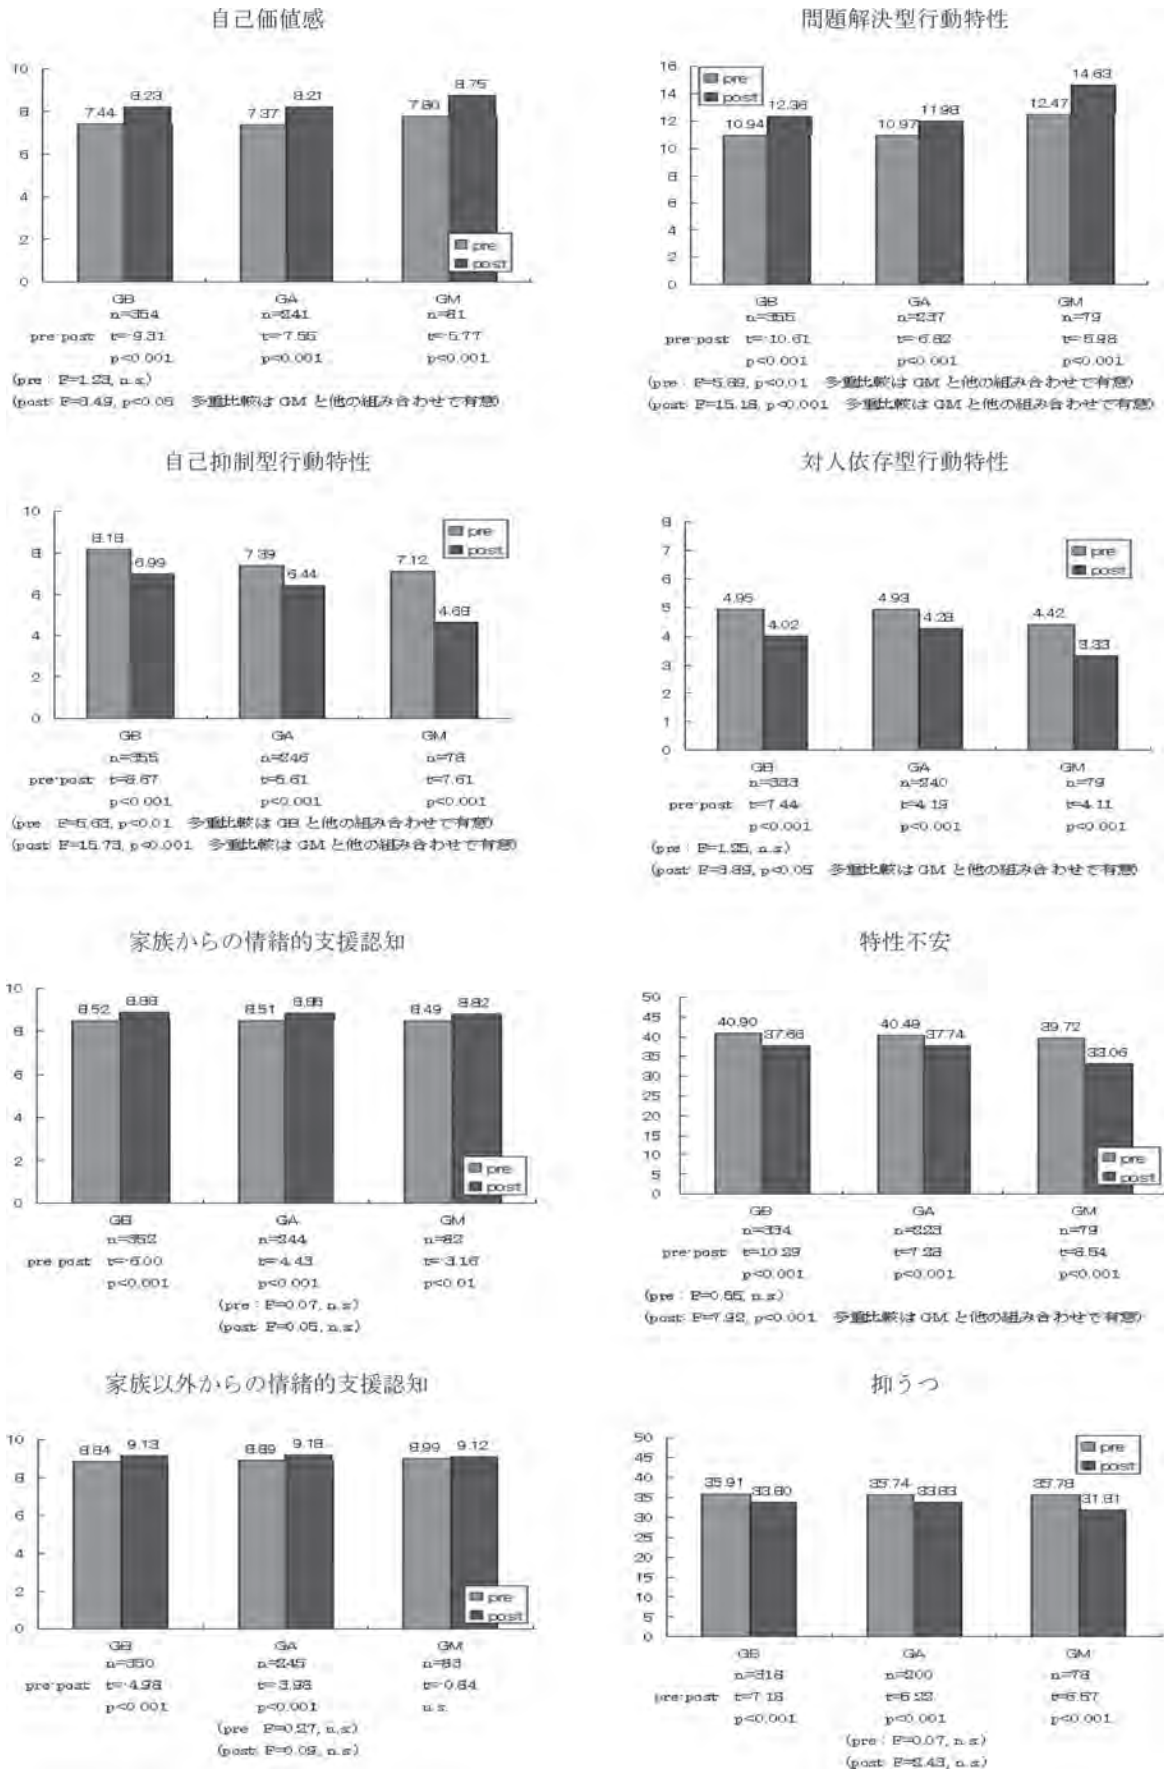 自己価値感
10
8
6
4
2
0
7.44
8.23
7.37
8.21
7.80
8.75
pre
post
GB GA GM
n=354 n=241 n=81
pre-post t=-9.31 t=-7.55 t=-5.77
p<0.001 p<0.001 p<0.001
(pre : F=1.23, n.s.)
(post: F=3.49, p<0.05 多重比較は GM と他の組み合わせで有意)
問題解決型行動特性
16
14
12
10
8
6
4
2
0
pre
post
10.94
12.36
10.97
11.98
12.47
14.63
GB GA GM
n=355 n=237 n=79
pre-post t=-10.61 t=-6.82 t=-5.98
p<0.001 p<0.001 p<0.001
(pre : F=5.89, p<0.01 多重比較は GM と他の組み合わせで有意)
(post: F=15.18, p<0.001 多重比較は GM と他の組み合わせで有意)
自己抑制型行動特性
10
8
6
4
2
0
8.18
6.99
7.39
6.44
7.12
4.68
pre
post
GB GA GM
n=355 n=246 n=78
pre-post t=8.67 t=5.61 t=7.61
p<0.001 p<0.001 p<0.001
(pre F=5.63, p<0.01 多重比較は GB と他の組み合わせで有意)
(post: F=15.73, p<0.001 多重比較は GM と他の組み合わせで有意)
対人依存型行動特性
8
7
6
5
4
3
2
1
0
4.95
4.02
4.93
4.28
4.42
3.33
pre
post
GB GA GM
n=333 n=240 n=79
pre-post t=7.44 t=4.19 t=4.11
p<0.001 p<0.001 p<0.001
(pre : F=1.25, n.s.)
(post: F=3.89, p<0.05 多重比較は GM と他の組み合わせで有意)
家族からの情緒的支援認知
10
8
6
4
2
0
8.52
8.88
8.51
8.86
8.49
8.82
pre
post
GB GA GM
n=352 n=244 n=82
pre-post t=-6.00 t=-4.43 t=-3.16
p<0.001 p<0.001 p<0.01
(pre : F=0.07, n.s.)
(post: F=0.05, n.s.)
特性不安
50
45
40
35
30
25
20
15
10
5
0
40.90
37.66
40.49
37.74
39.72
33.06
pre
post
GB GA GM
n=334 n=223 n=79
pre-post t=10.29 t=7.28 t=8.54
p<0.001 p<0.001 p<0.001
(pre : F=0.55, n.s.)
(post: F=7.92, p<0.001 多重比較は GM と他の組み合わせで有意)
家族以外からの情緒的支援認知
10
8
6
4
2
0
8.84
9.13
8.89
9.18
8.99
9.12
pre
post
GB GA GM
n=350 n=245 n=83
pre-post t=-4.98 t=-3.98 t=-0.84
p<0.001 p<0.001 n.s.
(pre F=0.27, n.s.)
(post: F=0.09, n.s.)
抑うつ
50
45
40
35
30
25
20
15
10
5
0
35.91
33.80
35.74
33.83
35.78
31.81
pre
post
GB GA GM
n=318 n=200 n=78
pre-post t=7.18 t=6.22 t=6.67
p<0.001 p<0.001 p<0.001
(pre : F=0.07, n.s.)
(post: F=2.43, n.s.)